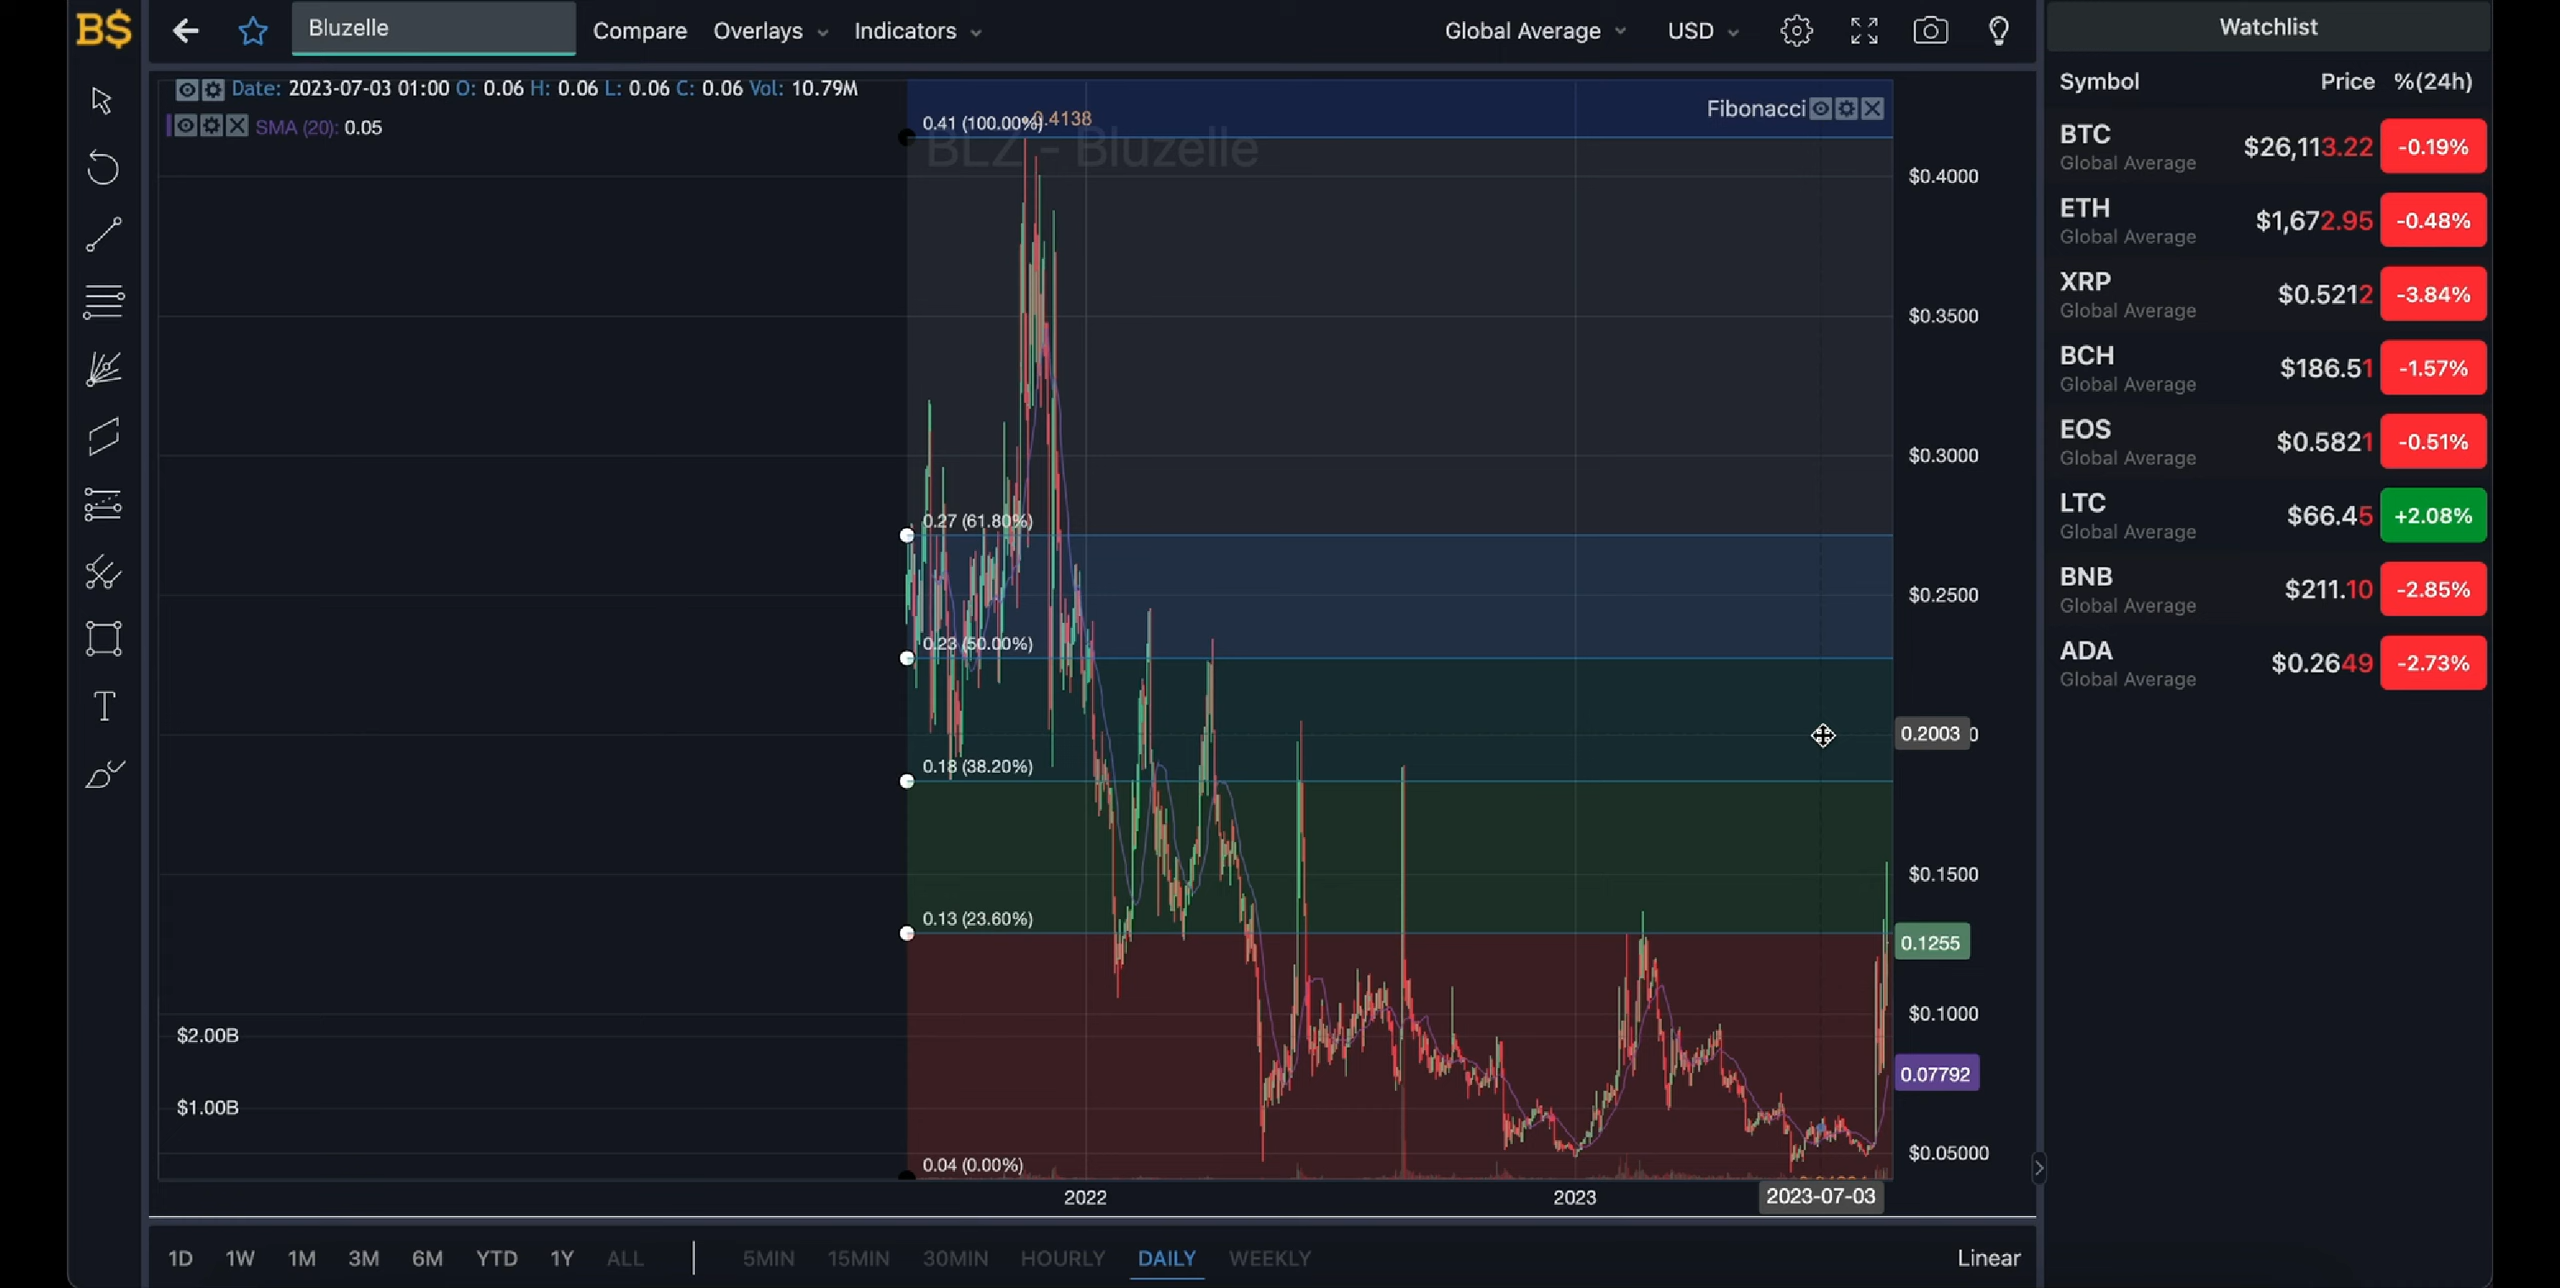 B$
Bluzelle
Compare
Overlays
Indicators
Global Average
USD
Date: 2023-07-03 01:00 O: 0.06 H: 0.06 L: 0.06 C: 0.06 Vol: 10.79M
SMA (20): 0.05
Fibonacci
0.41 (100.00%)
0.4138
BLZ - Bluzelle
0.27 (61.80%)
0.23 (50.00%)
0.18 (38.20%)
0.13 (23.60%)
0.04 (0.00%)
$0.4000
$0.3500
$0.3000
$0.2500
0.2003
$0.1500
0.1255
$0.1000
0.07792
$0.05000
$2.00B
$1.00B
2022
2023
2023-07-03
1D 1W 1M 3M 6M YTD 1Y ALL
5MIN 15MIN 30MIN HOURLY DAILY WEEKLY
Linear
Watchlist
Symbol Price %(24h)
BTC $26,113.22 -0.19%
Global Average
ETH $1,672.95 -0.48%
Global Average
XRP $0.5212 -3.84%
Global Average
BCH $186.51 -1.57%
Global Average
EOS $0.5821 -0.51%
Global Average
LTC $66.45 +2.08%
Global Average
BNB $211.10 -2.85%
Global Average
ADA $0.2649 -2.73%
Global Average